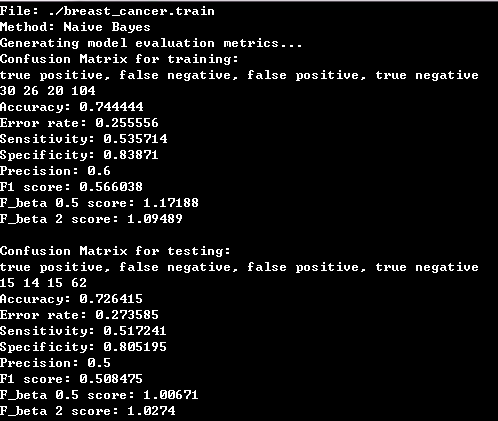 File: ./breast_cancer.train
Method: Naive Bayes
Generating model evaluation metrics...
Confusion Matrix for training:
true positive, false negative, false positive, true negative
30 26 20 104
Accuracy: 0.744444
Error rate: 0.255556
Sensitivity: 0.535714
Specificity: 0.83871
Precision: 0.6
F1 score: 0.566038
F_beta 0.5 score: 1.17188
F_beta 2 score: 1.09489
Confusion Matrix for testing:
true positive, false negative, false positive, true negative
15 14 15 62
Accuracy: 0.726415
Error rate: 0.273585
Sensitivity: 0.517241
Specificity: 0.805195
Precision: 0.5
F1 score: 0.508475
F_beta 0.5 score: 1.00671
F_beta 2 score: 1.0274